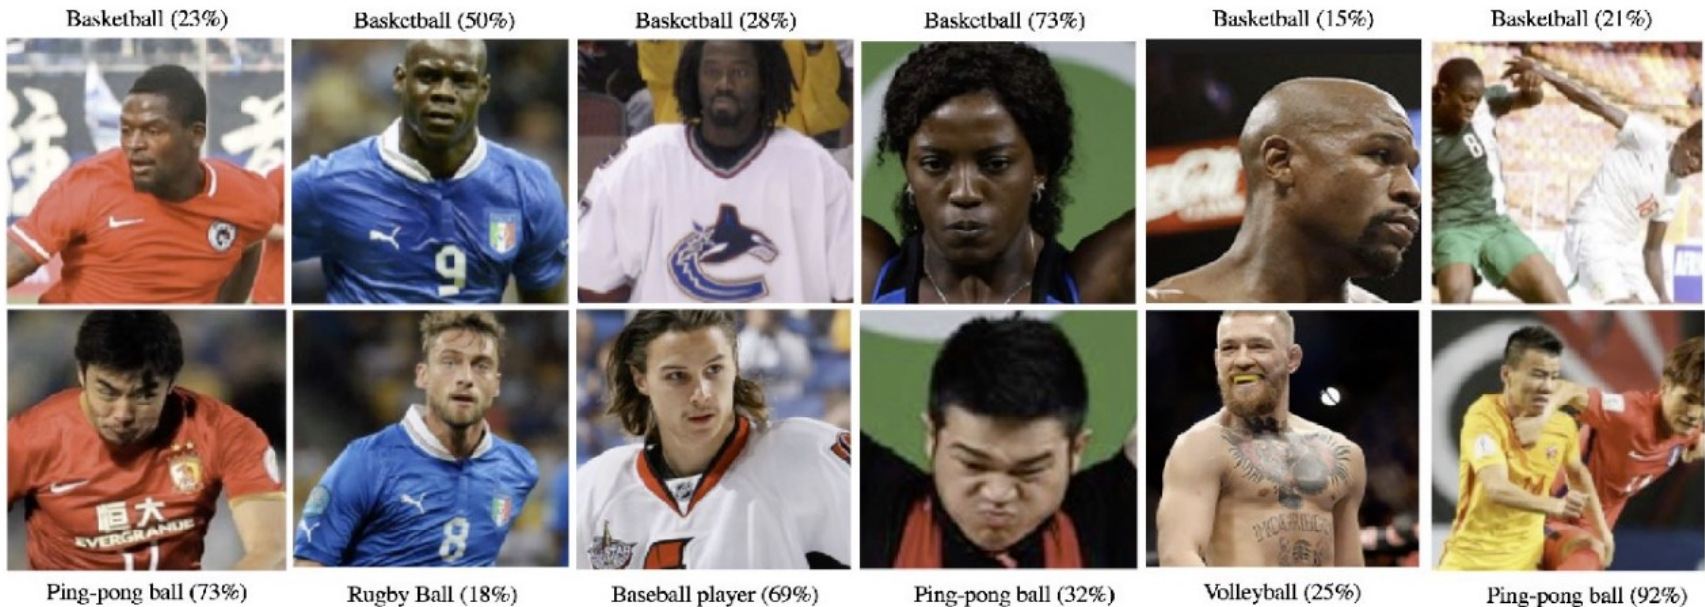 Basketball (23%)
Basketball (50%)
Basketball (28%)
Basketball (73%)
Basketball (15%)
Basketball (21%)
9
8
恒大
EVERGRANDE
8
Ping-pong ball (73%)
Rugby Ball (18%)
Baseball player (69%)
Ping-pong ball (32%)
Volleyball (25%)
Ping-pong ball (92%)